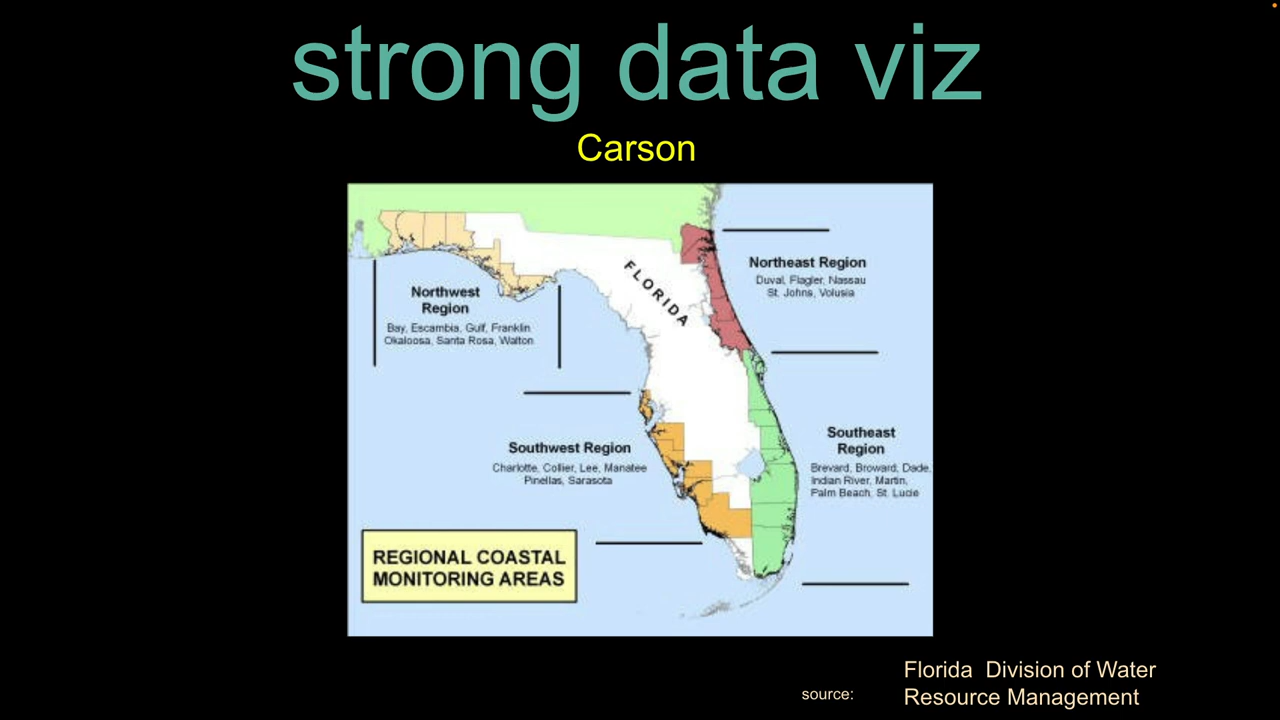 strong data viz
Carson
FLORIDA
Northeast Region
Duval, Flagler, Nassau
St. Johns, Volusia
Northwest
Region
Bay, Escambia, Gulf, Franklin
Okaloosa, Santa Rosa, Walton
Southwest Region
Charlotte, Collier, Lee, Manatee
Pinellas, Sarasota
Southeast
Region
Brevard, Broward, Dade,
Indian River, Martin,
Palm Beach, St. Lucie
REGIONAL COASTAL
MONITORING AREAS
source:
Florida Division of Water
Resource Management